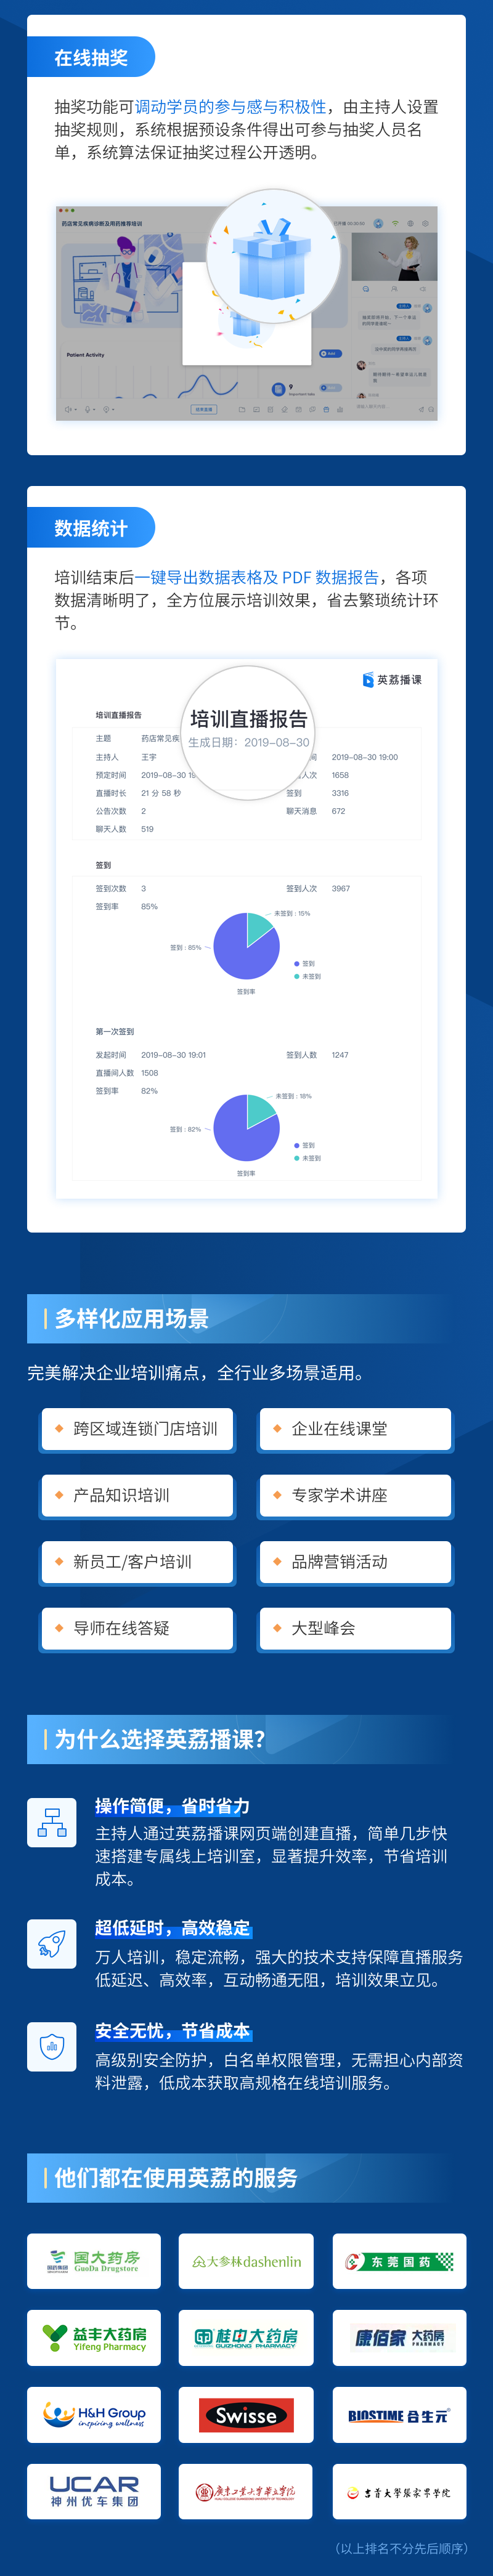 在线抽奖
抽奖功能可调动学员的参与感与积极性，由主持人设置
抽奖规则，系统根据预设条件得出可参与抽奖人员名
单，系统算法保证抽奖过程公开透明。
药店常见疾病诊断及用药推荐培训
Patient Activity
数据统计
培训结束后一键导出数据表格及 PDF 数据报告，各项
数据清晰明了，全方位展示培训效果，省去繁琐统计环
节。
英荔播课
培训直播报告
培训直播报告
生成日期：2019-08-30
主题 药店常见疾
主持人 王宇
2019-08-30 19:00
预定时间 2019-08-30 19
人次 1658
直播时长 21 分 58 秒
签到 3316
公告次数 2
聊天消息 672
聊天人数 519
签到
签到次数 3
签到人次 3967
签到率 85%
未签到：15%
签到：85%
签到
未签到
签到率
第一次签到
发起时间 2019-08-30 19:01
签到人数 1247
直播间人数 1508
签到率 82%
未签到：18%
签到：82%
签到
未签到
签到率
多样化应用场景
完美解决企业培训痛点，全行业多场景适用。
跨区域连锁门店培训
企业在线课堂
产品知识培训
专家学术讲座
新员工/客户培训
品牌营销活动
导师在线答疑
大型峰会
为什么选择英荔播课?
操作简便，省时省力
主持人通过英荔播课网页端创建直播，简单几步快
速搭建专属线上培训室，显著提升效率，节省培训
成本。
超低延时，高效稳定
万人培训，稳定流畅，强大的技术支持保障直播服务
低延迟、高效率，互动畅通无阻，培训效果立见。
安全无忧，节省成本
高级别安全防护，白名单权限管理，无需担心内部资
料泄露，低成本获取高规格在线培训服务。
他们都在使用英荔的服务
国大药房
GuoDa Drugstore
大参林dashenlin
东莞国药
益丰大药房
Yifeng Pharmacy
桂中大药房
GUIZHONG PHARMACY
康佰家 大药房
PHARMACY
H&H Group
inspiring wellness
Swisse
BIOSTIME 合生元
UCAR
神州优车集团
广东工业大学华立学院
吉首大学张家界学院
（以上排名不分先后顺序）